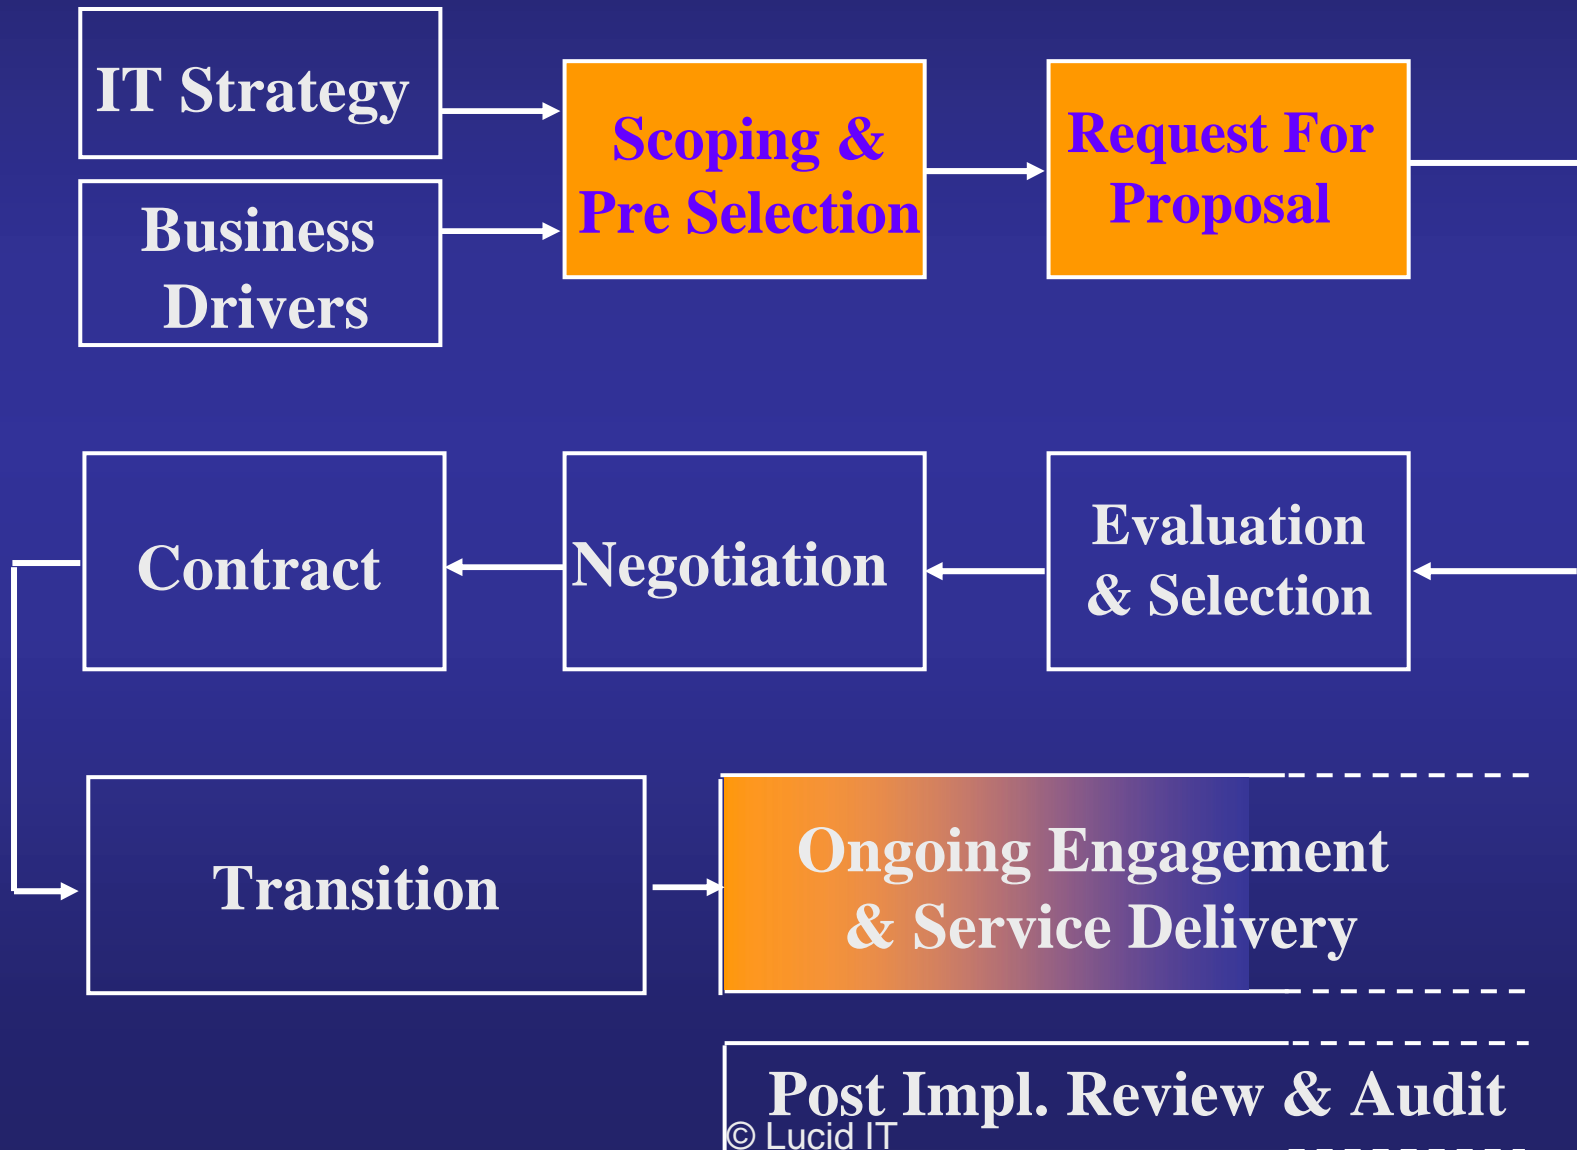 IT Strategy
Business
Drivers
Scoping &
Pre Selection
Request For
Proposal
Contract
Negotiation
Evaluation
& Selection
Transition
Ongoing Engagement
& Service Delivery
Post Impl. Review & Audit
© Lucid IT